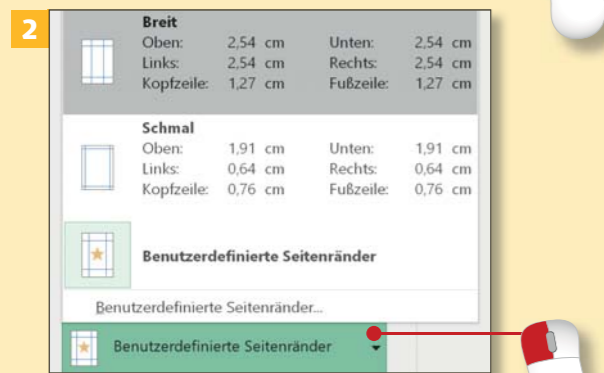 2
Breit
Oben: 2,54 cm Unten: 2,54 cm
Links: 2,54 cm Rechts: 2,54 cm
Kopfzeile: 1,27 cm Fußzeile: 1,27 cm
Schmal
Oben: 1,91 cm Unten: 1,91 cm
Links: 0,64 cm Rechts: 0,64 cm
Kopfzeile: 0,76 cm Fußzeile: 0,76 cm
Benutzerdefinierte Seitenränder
Benutzerdefinierte Seitenränder...
Benutzerdefinierte Seitenränder